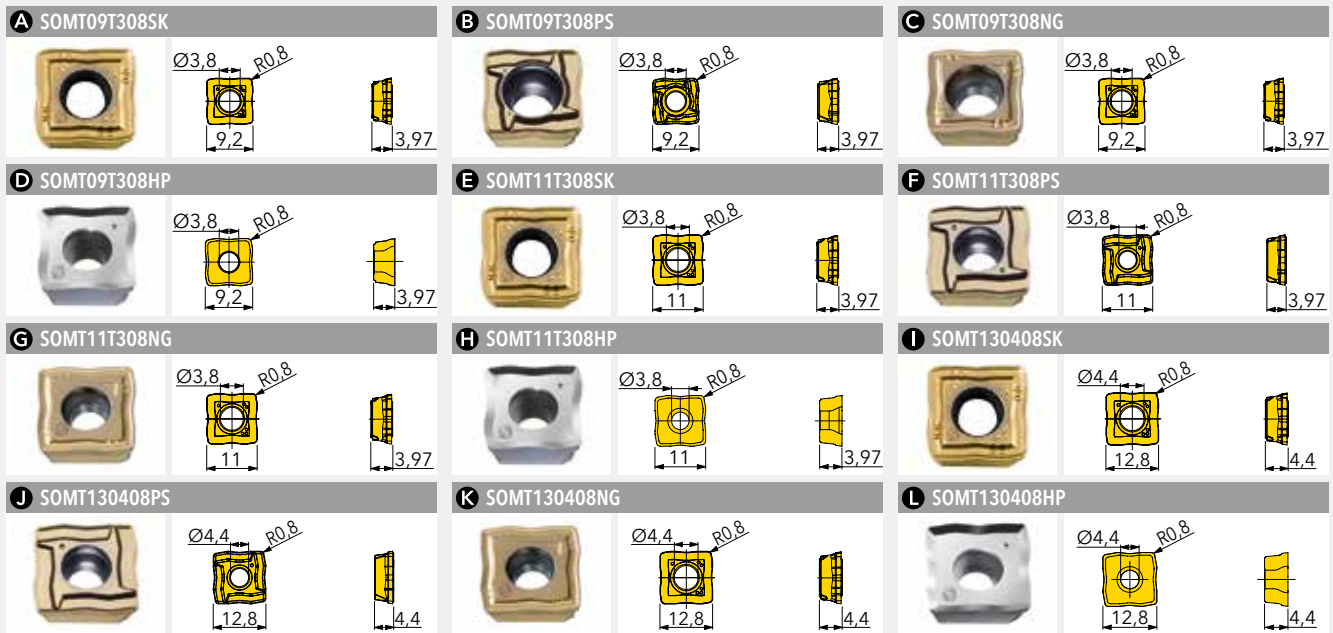 A SOMT09T308SK
Ø3,8
R0,8
9,2
3,97
B SOMT09T308PS
Ø3,8
R0,8
9,2
3,97
C SOMT09T308NG
Ø3,8
R0,8
9,2
3,97
D SOMT09T308HP
Ø3,8
R0,8
9,2
3,97
E SOMT11T308SK
Ø3,8
R0,8
11
3,97
F SOMT11T308PS
Ø3,8
R0,8
11
3,97
G SOMT11T308NG
Ø3,8
R0,8
11
3,97
H SOMT11T308HP
Ø3,8
R0,8
11
3,97
I SOMT130408SK
Ø4,4
R0,8
12,8
4,4
J SOMT130408PS
Ø4,4
R0,8
12,8
4,4
K SOMT130408NG
Ø4,4
R0,8
12,8
4,4
L SOMT130408HP
Ø4,4
R0,8
12,8
4,4